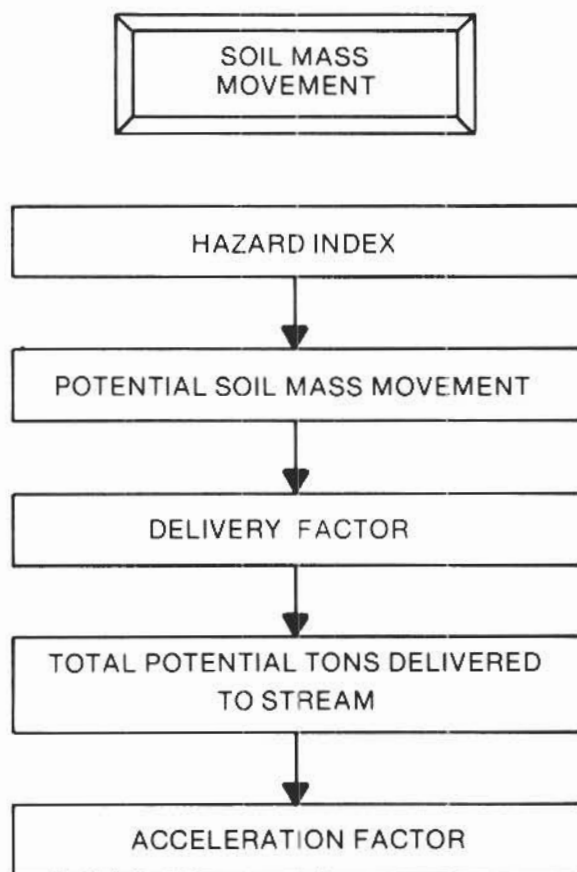 SOIL MASS
MOVEMENT
HAZARD INDEX
POTENTIAL SOIL MASS MOVEMENT
DELIVERY FACTOR
TOTAL POTENTIAL TONS DELIVERED
TO STREAM
ACCELERATION FACTOR